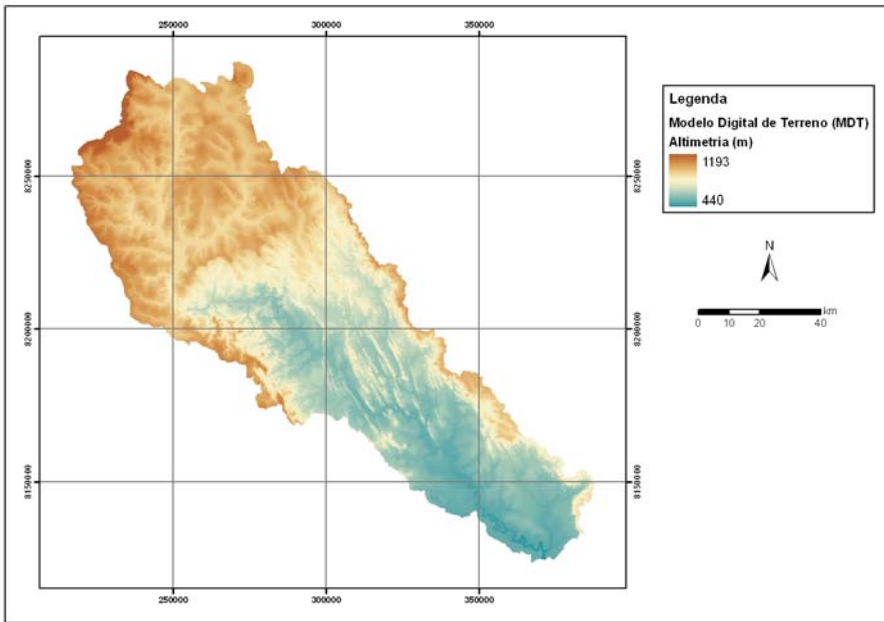 250000 300000 350000
8250000 8250000
8200000 8200000
8150000 8150000
250000 300000 350000
Legenda
Modelo Digital de Terreno (MDT)
Altimetria (m)
1193
440
N
km
0 10 20 40